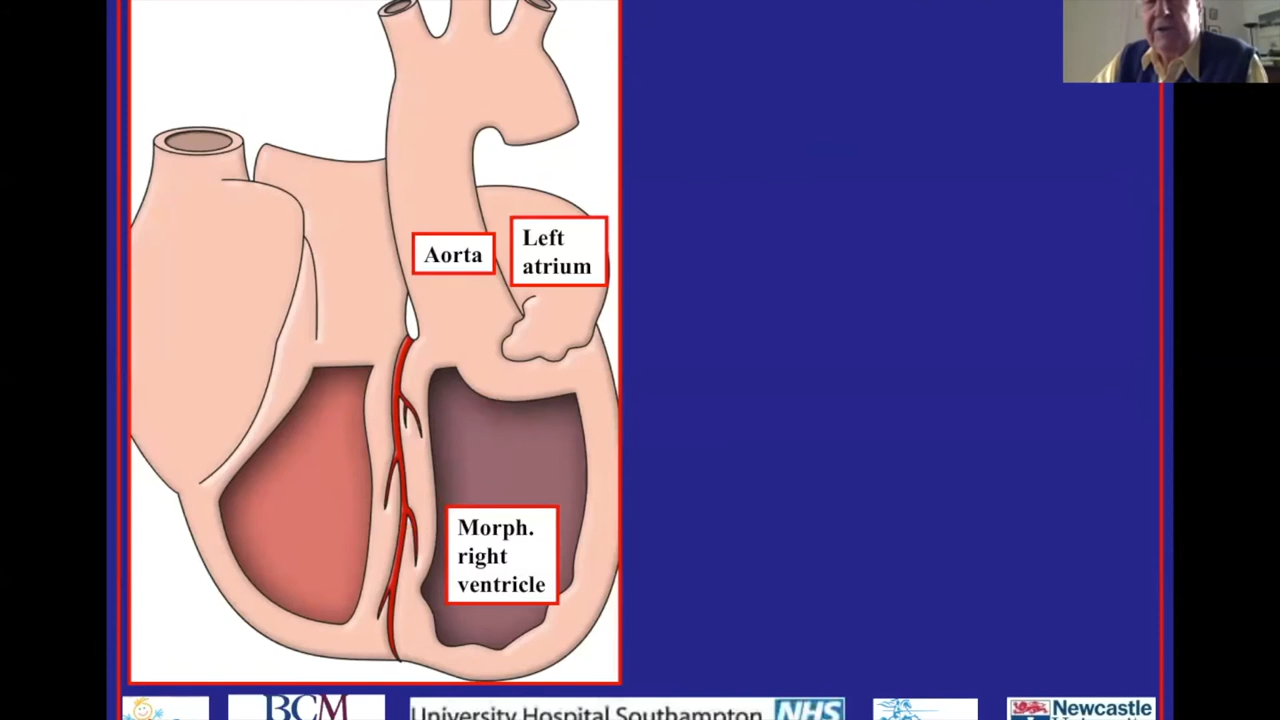 Aorta
Left
atrium
Morph.
right
ventricle
BCM
University Hospital Southampton
NHS
Newcastle